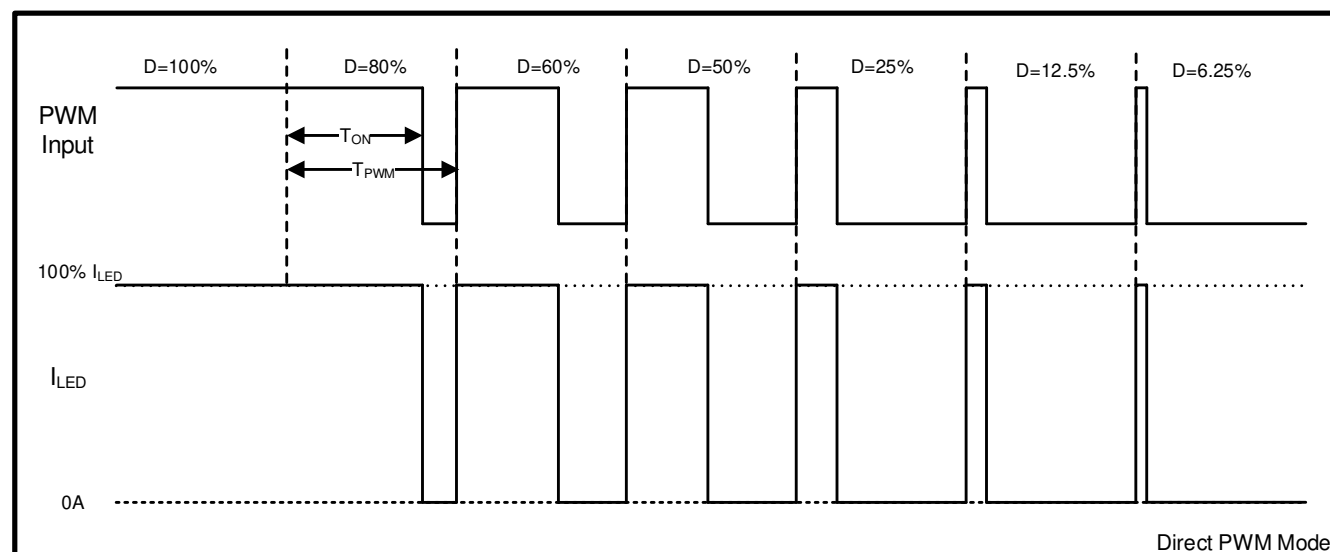 D=100%
D=80%
D=60%
D=50%
D=25%
D=12.5%
D=6.25%
PWM
Input
TON
TPWM
100% ILED
ILED
0A
Direct PWM Mode